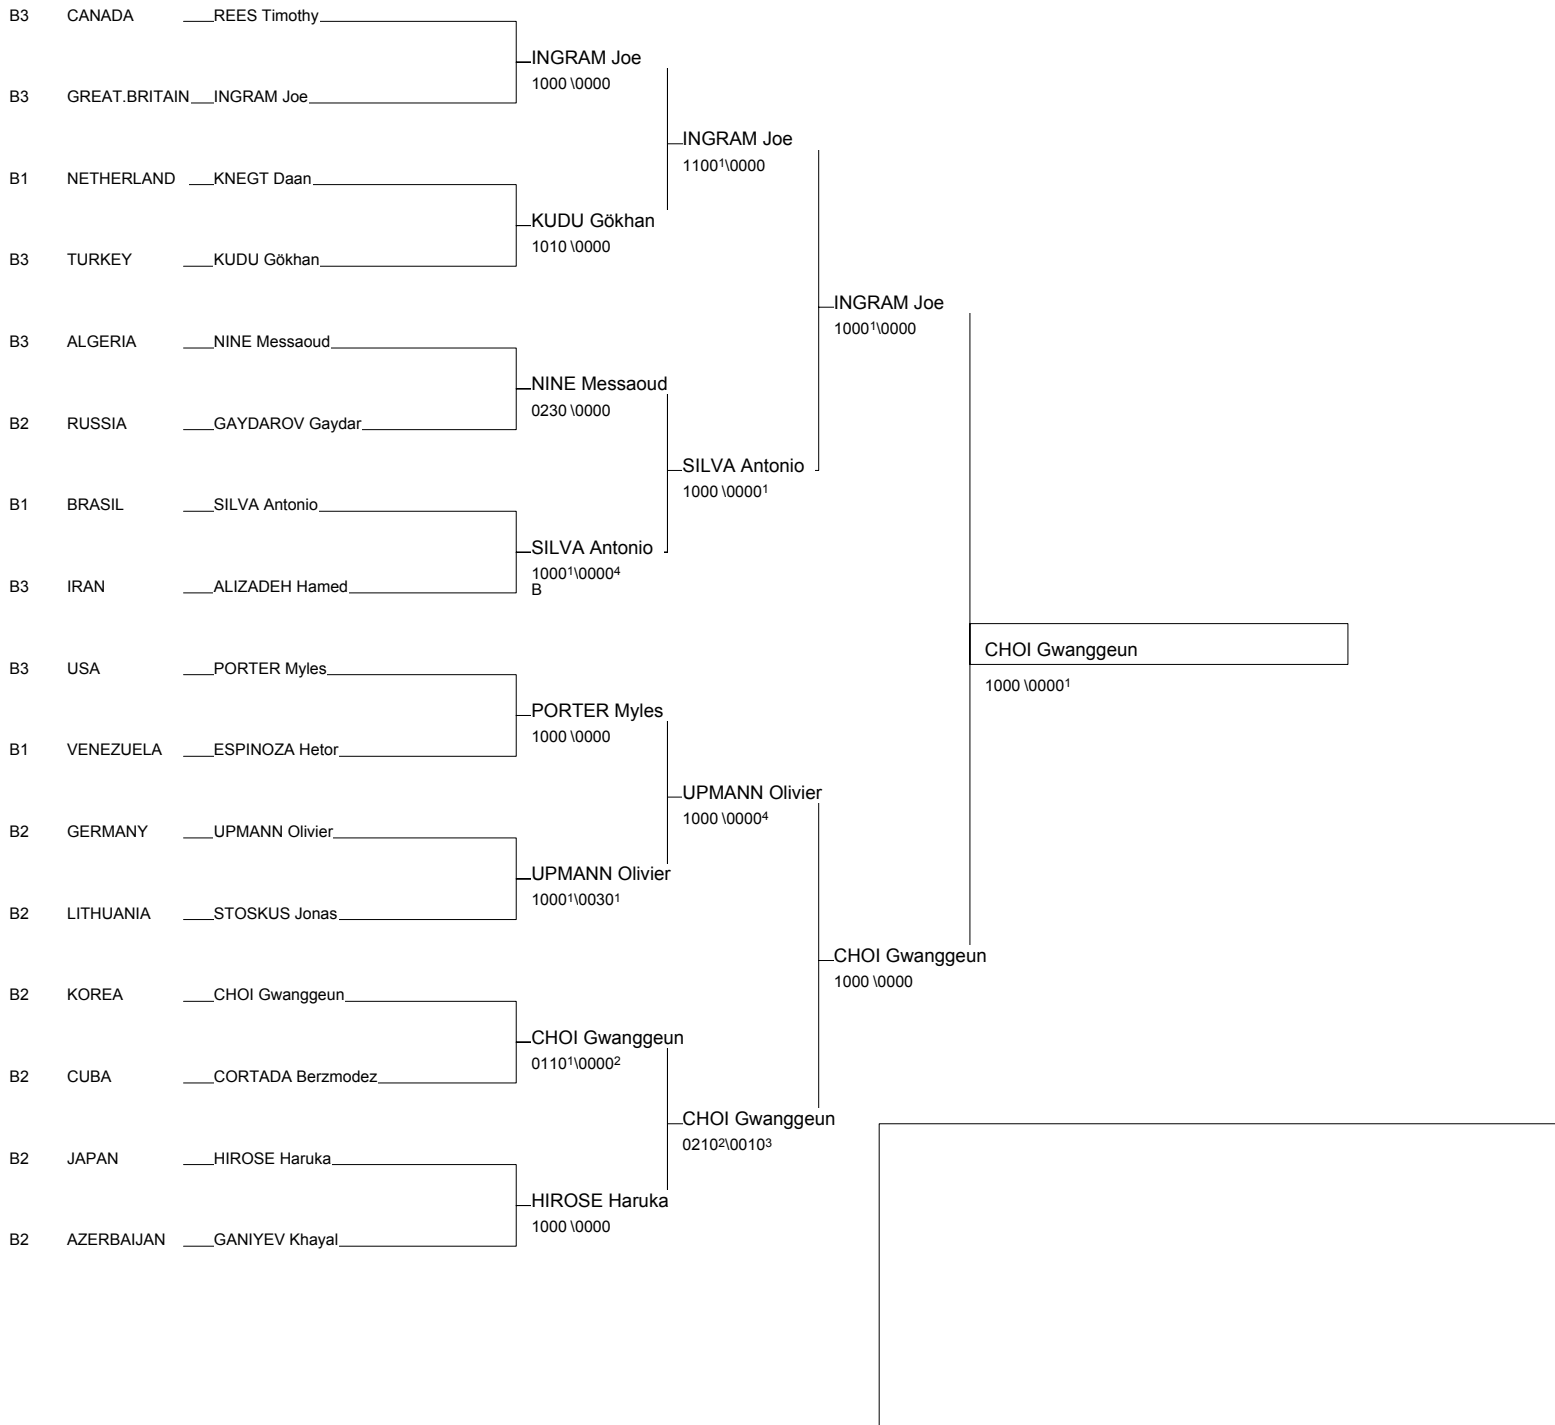 B3 CANADA REES Timothy
INGRAM Joe
1000 \0000
B3 GREAT.BRITAIN INGRAM Joe
INGRAM Joe
1100¹\0000
B1 NETHERLAND KNEGT Daan
KUDU Gökhan
1010 \0000
B3 TURKEY KUDU Gökhan
INGRAM Joe
1000¹\0000
B3 ALGERIA NINE Messaoud
NINE Messaoud
0230 \0000
B2 RUSSIA GAYDAROV Gaydar
SILVA Antonio
1000 \0000¹
B1 BRASIL SILVA Antonio
SILVA Antonio
1000¹\0000⁴
B
B3 IRAN ALIZADEH Hamed
CHOI Gwanggeun
1000 \0000¹
B3 USA PORTER Myles
PORTER Myles
1000 \0000
B1 VENEZUELA ESPINOZA Hetor
UPMANN Olivier
1000 \0000⁴
B2 GERMANY UPMANN Olivier
UPMANN Olivier
1000¹\0030¹
B2 LITHUANIA STOSKUS Jonas
CHOI Gwanggeun
1000 \0000
B2 KOREA CHOI Gwanggeun
CHOI Gwanggeun
0110¹\0000²
B2 CUBA CORTADA Berzmodez
CHOI Gwanggeun
0210²\0010³
B2 JAPAN HIROSE Haruka
HIROSE Haruka
1000 \0000
B2 AZERBAIJAN GANIYEV Khayal